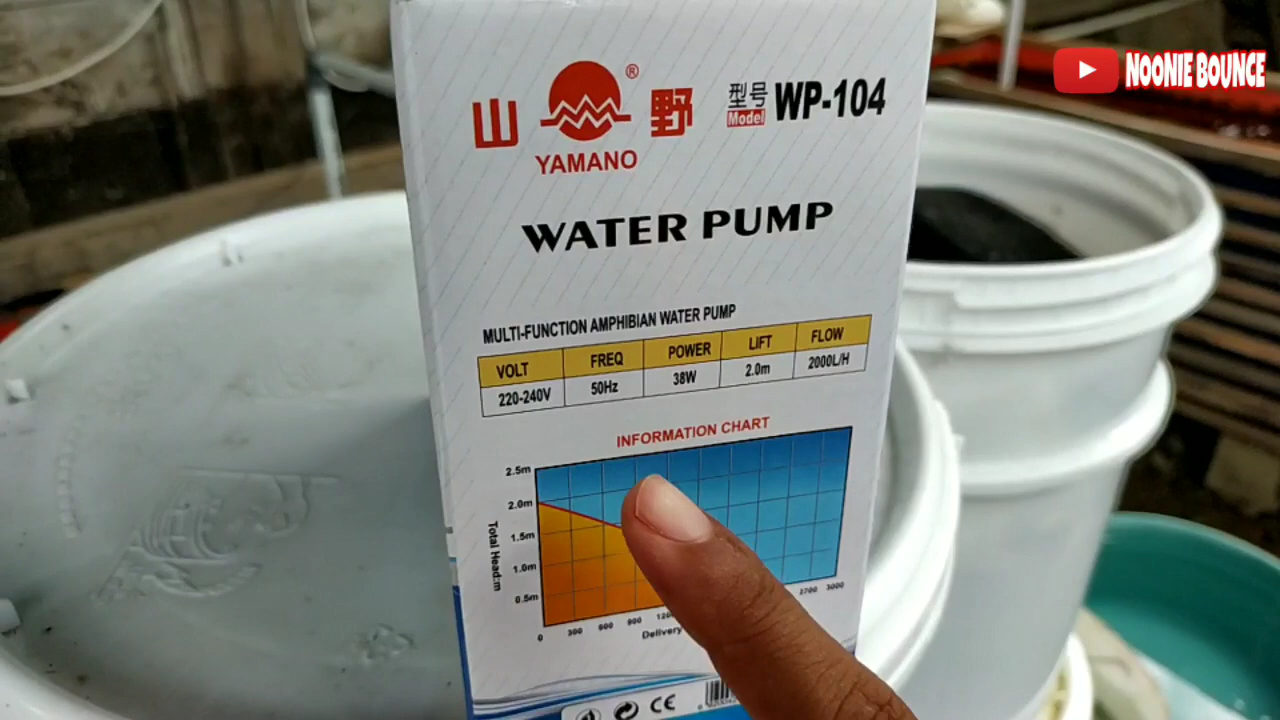 NOONIE BOUNCE
山 野 ®
YAMANO
型号 Model WP-104
WATER PUMP
MULTI-FUNCTION AMPHIBIAN WATER PUMP
VOLT FREQ POWER LIFT FLOW
220-240V 50Hz 38W 2.0m 2000L/H
INFORMATION CHART
2.5m
2.0m
1.5m
1.0m
0.5m
Total Head:m
0 300 600 900 2700 3000
Delivery
CE